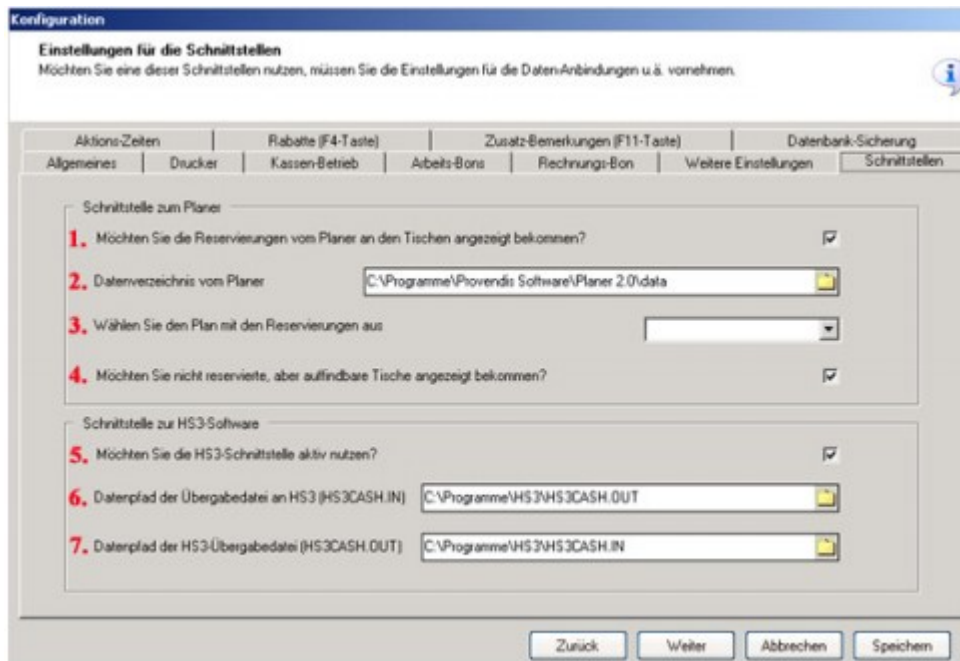 Konfiguration
Einstellungen für die Schnittstellen
Möchten Sie eine dieser Schnittstellen nutzen, müssen Sie die Einstellungen für die Daten-Anbindungen u.ä. vornehmen.
Aktions-Zeiten Rabatte (F4-Taste) Zusatz-Bemerkungen (F11-Taste) Datenbank-Sicherung
Allgemeines Drucker Kassen-Betrieb Arbeits-Bons Rechnungs-Bon Weitere Einstellungen Schnittstellen
Schnittstelle zum Planer
1. Möchten Sie die Reservierungen vom Planer an den Tischen angezeigt bekommen?
2. Datenverzeichnis vom Planer C:\Programme\Provendis Software\Planer 2.0\data
3. Wählen Sie den Plan mit den Reservierungen aus
4. Möchten Sie nicht reservierte, aber auffindbare Tische angezeigt bekommen?
Schnittstelle zur HS3-Software
5. Möchten Sie die HS3-Schnittstelle aktiv nutzen?
6. Datenpfad der Übergabedatei an HS3 (HS3CASH.IN) C:\Programme\HS3\HS3CASH.OUT
7. Datenpfad der HS3-Übergabedatei (HS3CASH.OUT) C:\Programme\HS3\HS3CASH.IN
Zurück Weiter Abbrechen Speichern